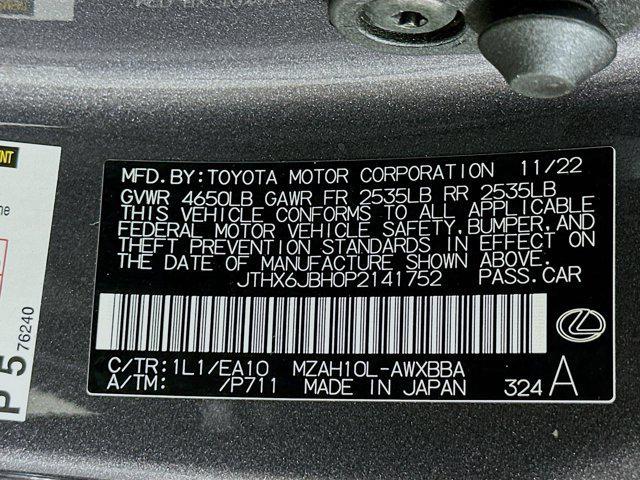 MFD.BY:TOYOTA MOTOR CORPORATION 11/22
GVWR 4650LB GAWR FR 2535LB RR 2535LB
THIS VEHICLE CONFORMS TO ALL APPLICABLE
FEDERAL MOTOR VEHICLE SAFETY,BUMPER,AND
THEFT PREVENTION STANDARDS IN EFFECT ON
THE DATE OF MANUFACTURE SHOWN ABOVE.
JTHX6JBH0P2141752 PASS.CAR
C/TR:1L1/EA10 MZAH10L-AWXBBA
A/TM: /P711 MADE IN JAPAN 324 A
P 5 76240